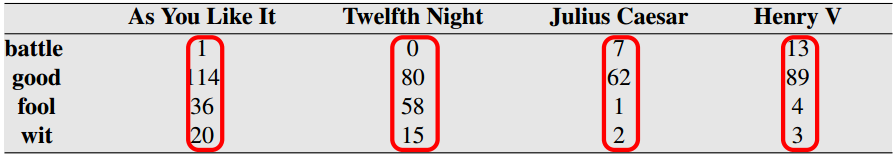 As You Like It Twelfth Night Julius Caesar Henry V
battle 1 0 7 13
good 114 80 62 89
fool 36 58 1 4
wit 20 15 2 3